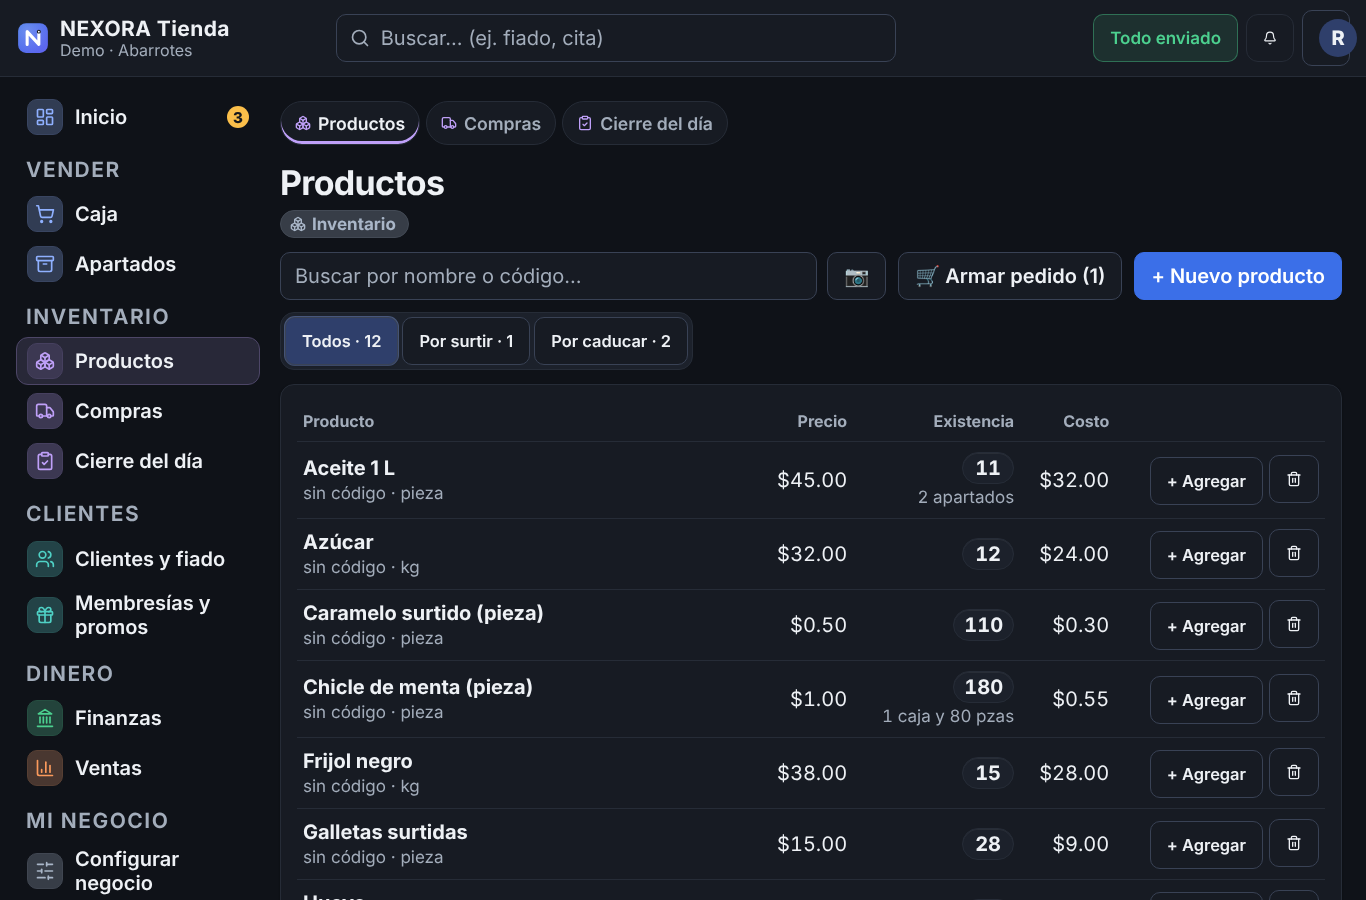 NEXORA Tienda
Demo · Abarrotes
Buscar... (ej. fiado, cita)
Todo enviado
R
Inicio
3
VENDER
Caja
Apartados
INVENTARIO
Productos
Compras
Cierre del día
CLIENTES
Clientes y fiado
Membresías y
promos
DINERO
Finanzas
Ventas
MI NEGOCIO
Configurar
negocio
Productos
Compras
Cierre del día
Productos
Inventario
Buscar por nombre o código...
Armar pedido (1)
+ Nuevo producto
Todos · 12
Por surtir · 1
Por caducar · 2
Producto Precio Existencia Costo
Aceite 1 L
sin código · pieza
$45.00
11
2 apartados
$32.00
+ Agregar
Azúcar
sin código · kg
$32.00
12
$24.00
+ Agregar
Caramelo surtido (pieza)
sin código · pieza
$0.50
110
$0.30
+ Agregar
Chicle de menta (pieza)
sin código · pieza
$1.00
180
1 caja y 80 pzas
$0.55
+ Agregar
Frijol negro
sin código · kg
$38.00
15
$28.00
+ Agregar
Galletas surtidas
sin código · pieza
$15.00
28
$9.00
+ Agregar